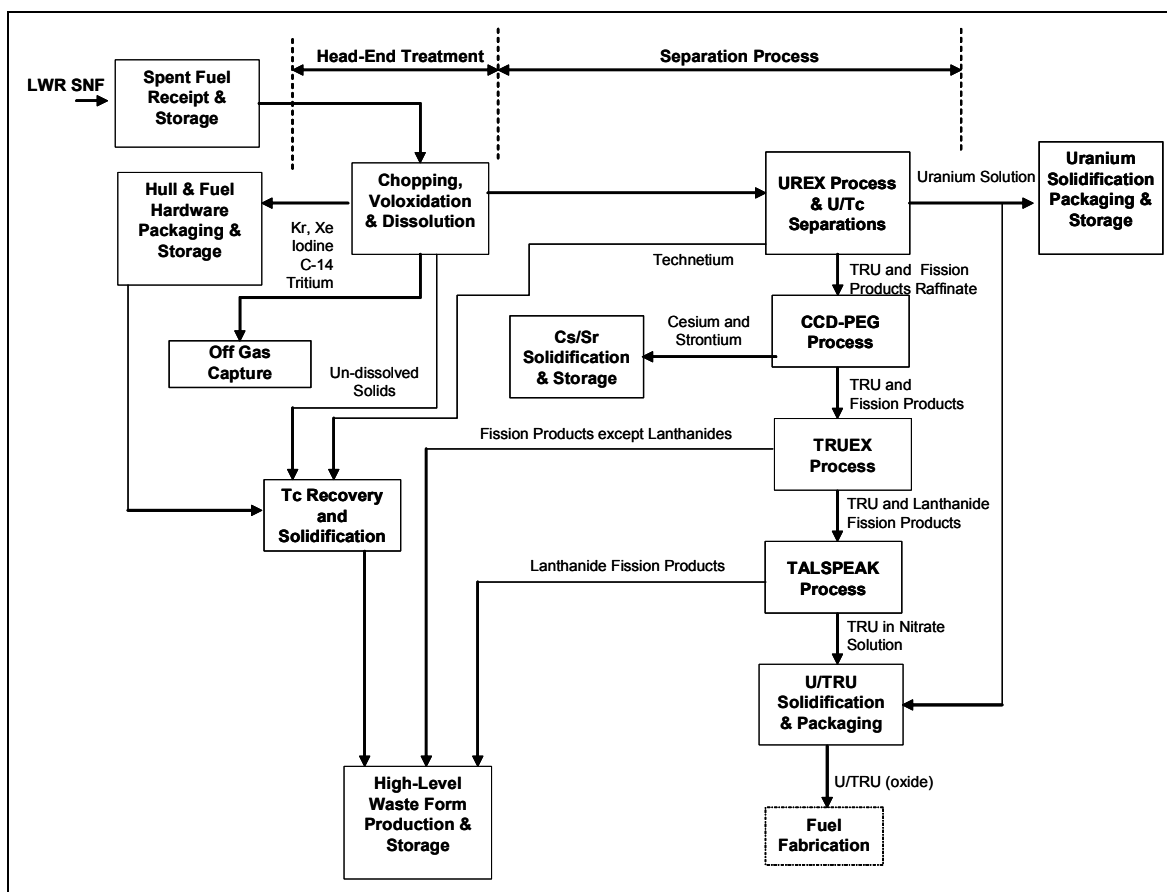 Head-End Treatment
Separation Process
LWR SNF
Spent Fuel
Receipt &
Storage
Hull & Fuel
Hardware
Packaging &
Storage
Chopping,
Voloxidation
& Dissolution
UREX Process
& U/Tc
Separations
Uranium Solution
Uranium
Solidification
Packaging &
Storage
Kr, Xe
Iodine
C-14
Tritium
Technetium
TRU and Fission
Products Raffinate
Off Gas
Capture
Cs/Sr
Solidification
& Storage
Cesium and
Strontium
CCD-PEG
Process
Un-dissolved
Solids
TRU and
Fission Products
Fission Products except Lanthanides
TRUEX
Process
Tc Recovery
and
Solidification
TRU and Lanthanide
Fission Products
Lanthanide Fission Products
TALSPEAK
Process
TRU in Nitrate
Solution
U/TRU
Solidification
& Packaging
High-Level
Waste Form
Production &
Storage
U/TRU (oxide)
Fuel
Fabrication